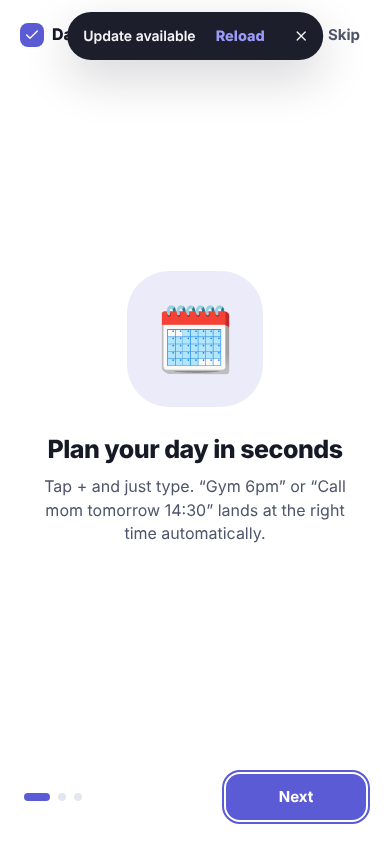 Update available Reload
Skip
Plan your day in seconds
Tap + and just type. “Gym 6pm” or “Call
mom tomorrow 14:30” lands at the right
time automatically.
Next